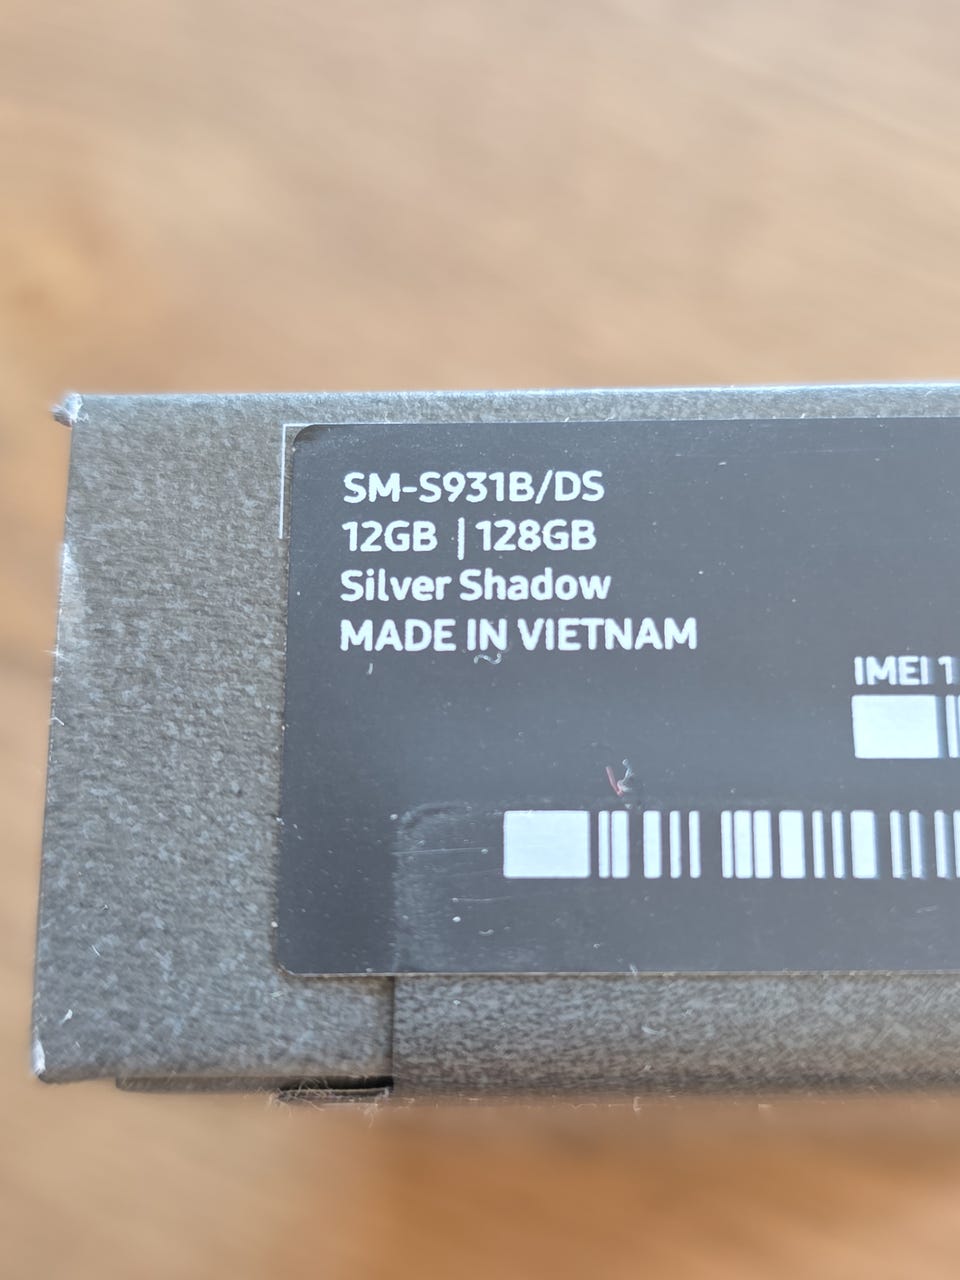 SM-S931B/DS
12GB | 128GB
Silver Shadow
MADE IN VIETNAM
IMEI 1